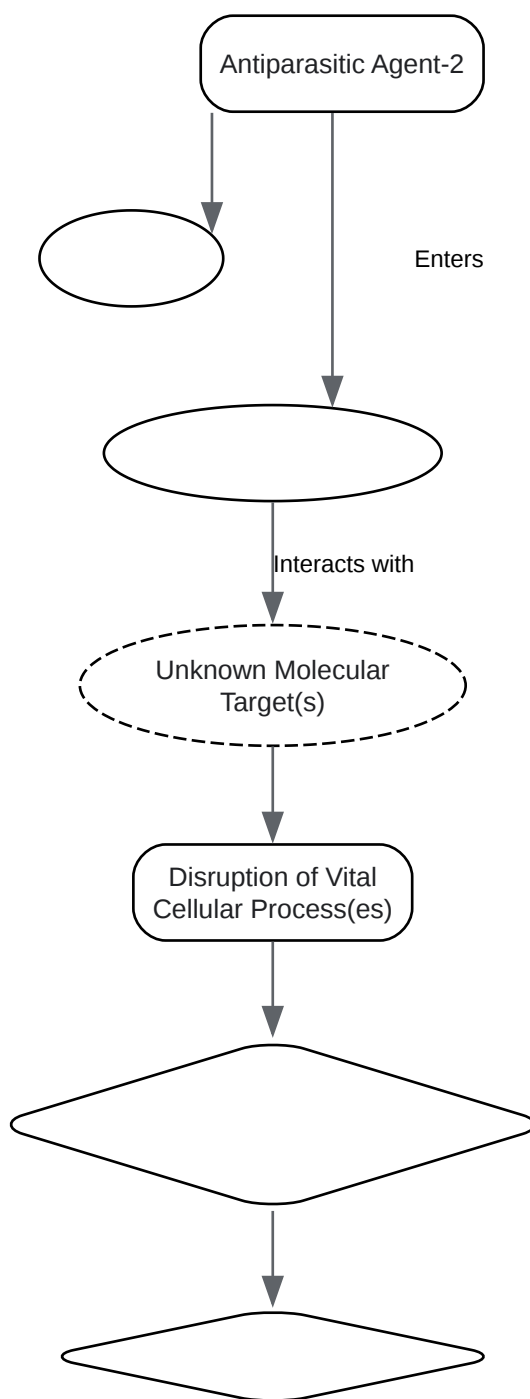 Antiparasitic Agent-2
Enters
Interacts with
Unknown Molecular
Target(s)
Disruption of Vital
Cellular Process(es)